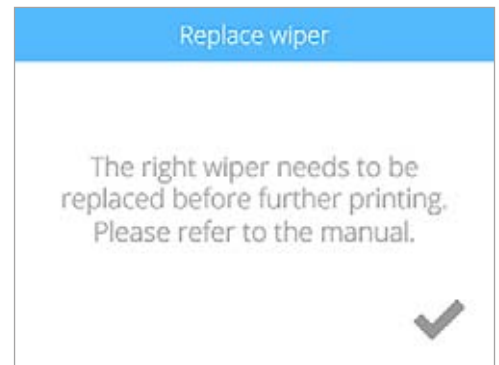 Replace wiper
The right wiper needs to be
replaced before further printing.
Please refer to the manual.